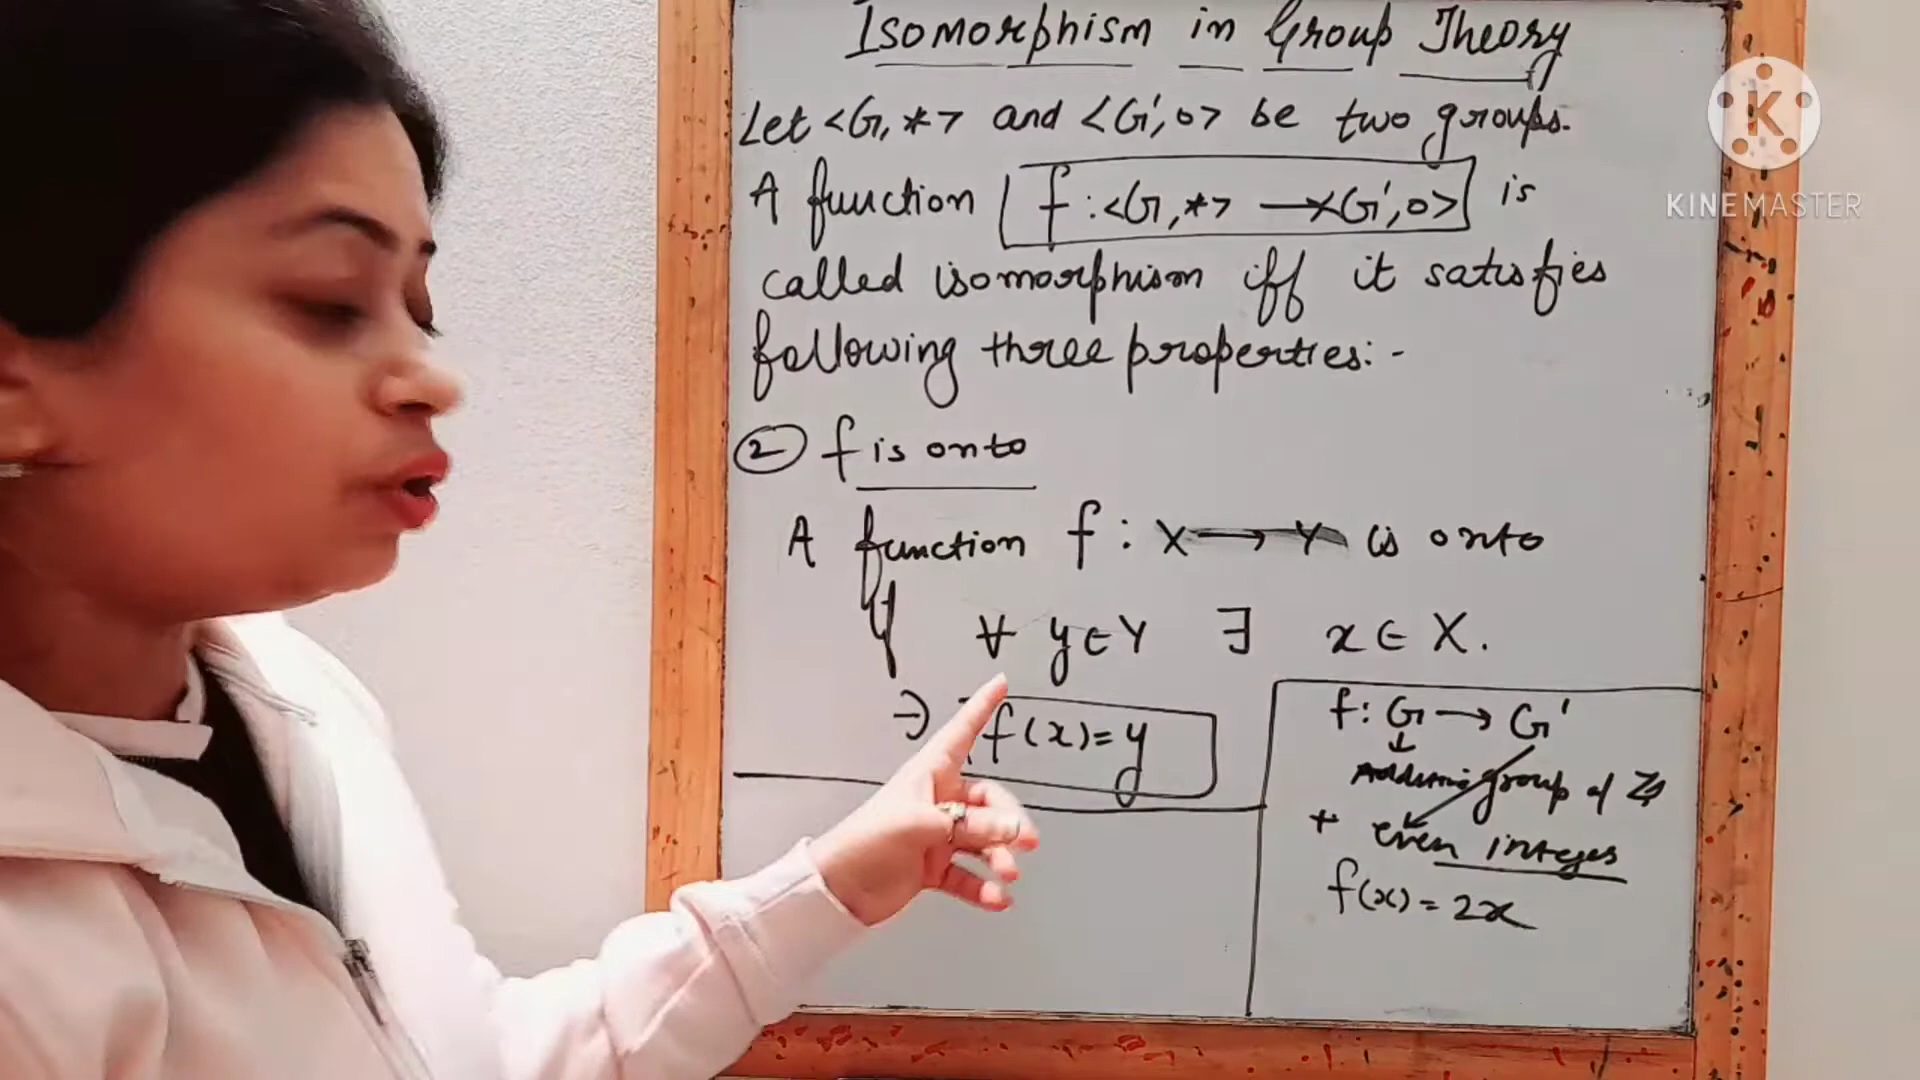 Isomorphism in Group Theory
Let <G, *> and <G', o> be two groups.
A function f : <G, *> → <G', o> is
called isomorphism iff it satisfies
following three properties: -
② f is onto
A function f : X → Y is onto
if ∀ y ∈ Y ∃ x ∈ X.
∋ f(x) = y
f : G → G'
↓
Additive group of Z
+ even integes
f(x) = 2x
K
KINEMASTER